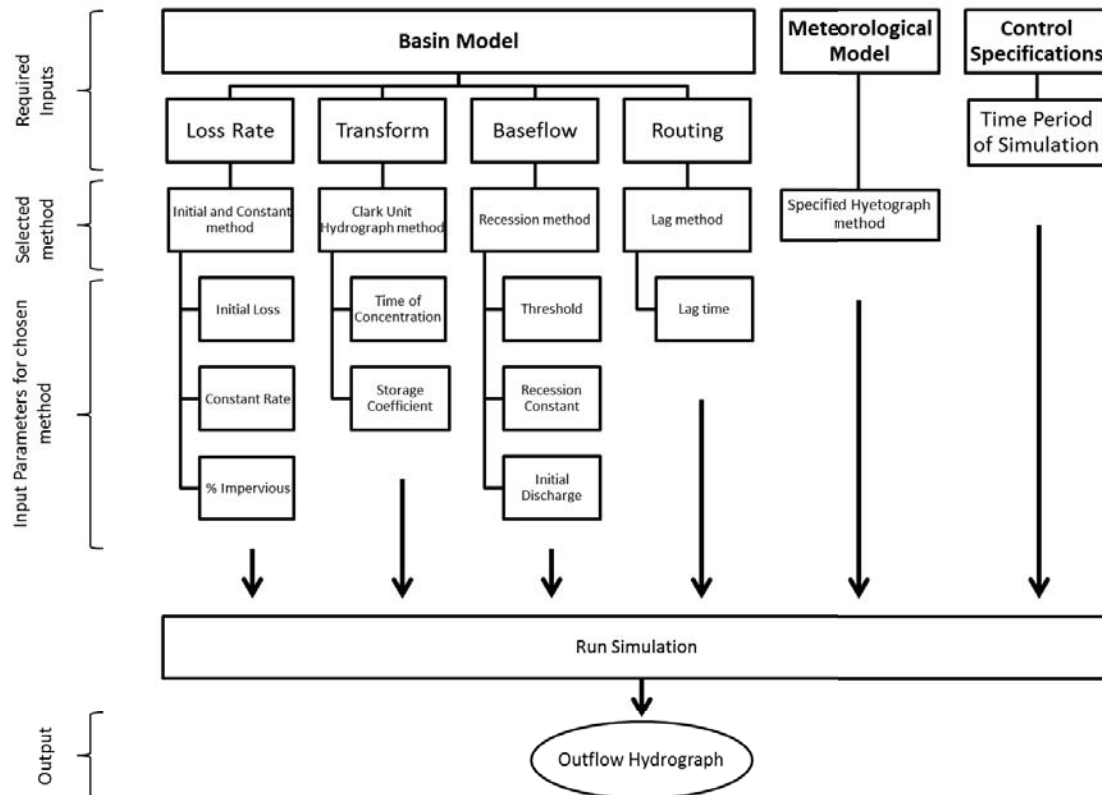 Required
Inputs
Basin Model
Meteorological
Model
Control
Specifications
Loss Rate
Transform
Baseflow
Routing
Time Period
of Simulation
Selected
method
Initial and Constant
method
Clark Unit
Hydrograph method
Recession method
Lag method
Specified Hyetograph
method
Input Parameters for chosen
method
Initial Loss
Time of
Concentration
Threshold
Lag time
Constant Rate
Storage
Coefficient
Recession
Constant
% Impervious
Initial
Discharge
Run Simulation
Output
Outflow Hydrograph